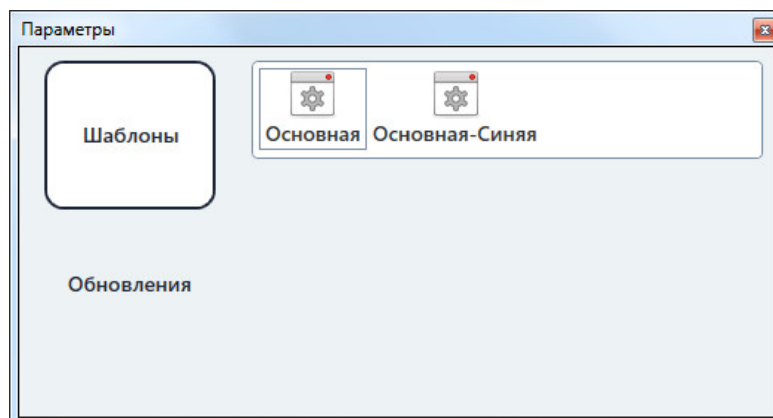 Параметры
Шаблоны
Основная Основная-Синяя
Обновления